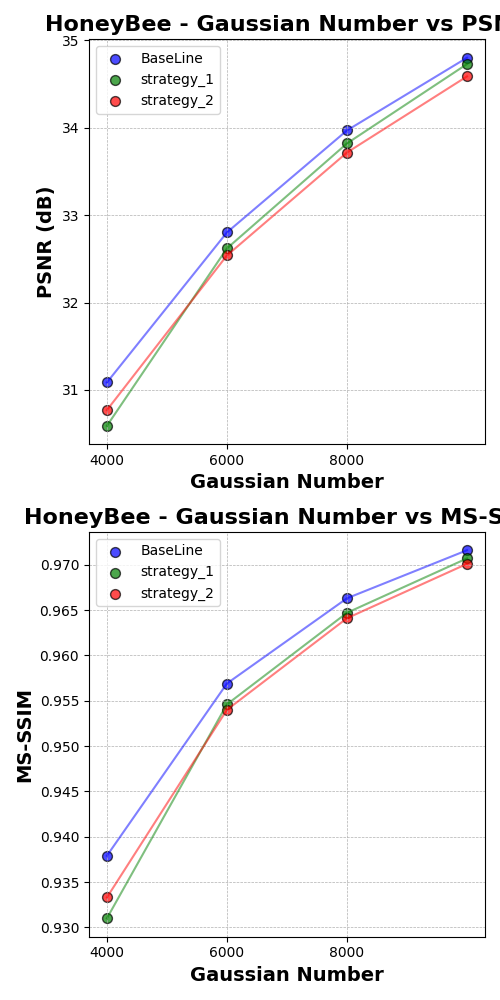 HoneyBee - Gaussian Number vs PSN
35
BaseLine
strategy_1
strategy_2
34
33
32
31
PSNR (dB)
4000 6000 8000
Gaussian Number
HoneyBee - Gaussian Number vs MS-S
BaseLine
strategy_1
strategy_2
0.970
0.965
0.960
0.955
0.950
0.945
0.940
0.935
0.930
MS-SSIM
4000 6000 8000
Gaussian Number